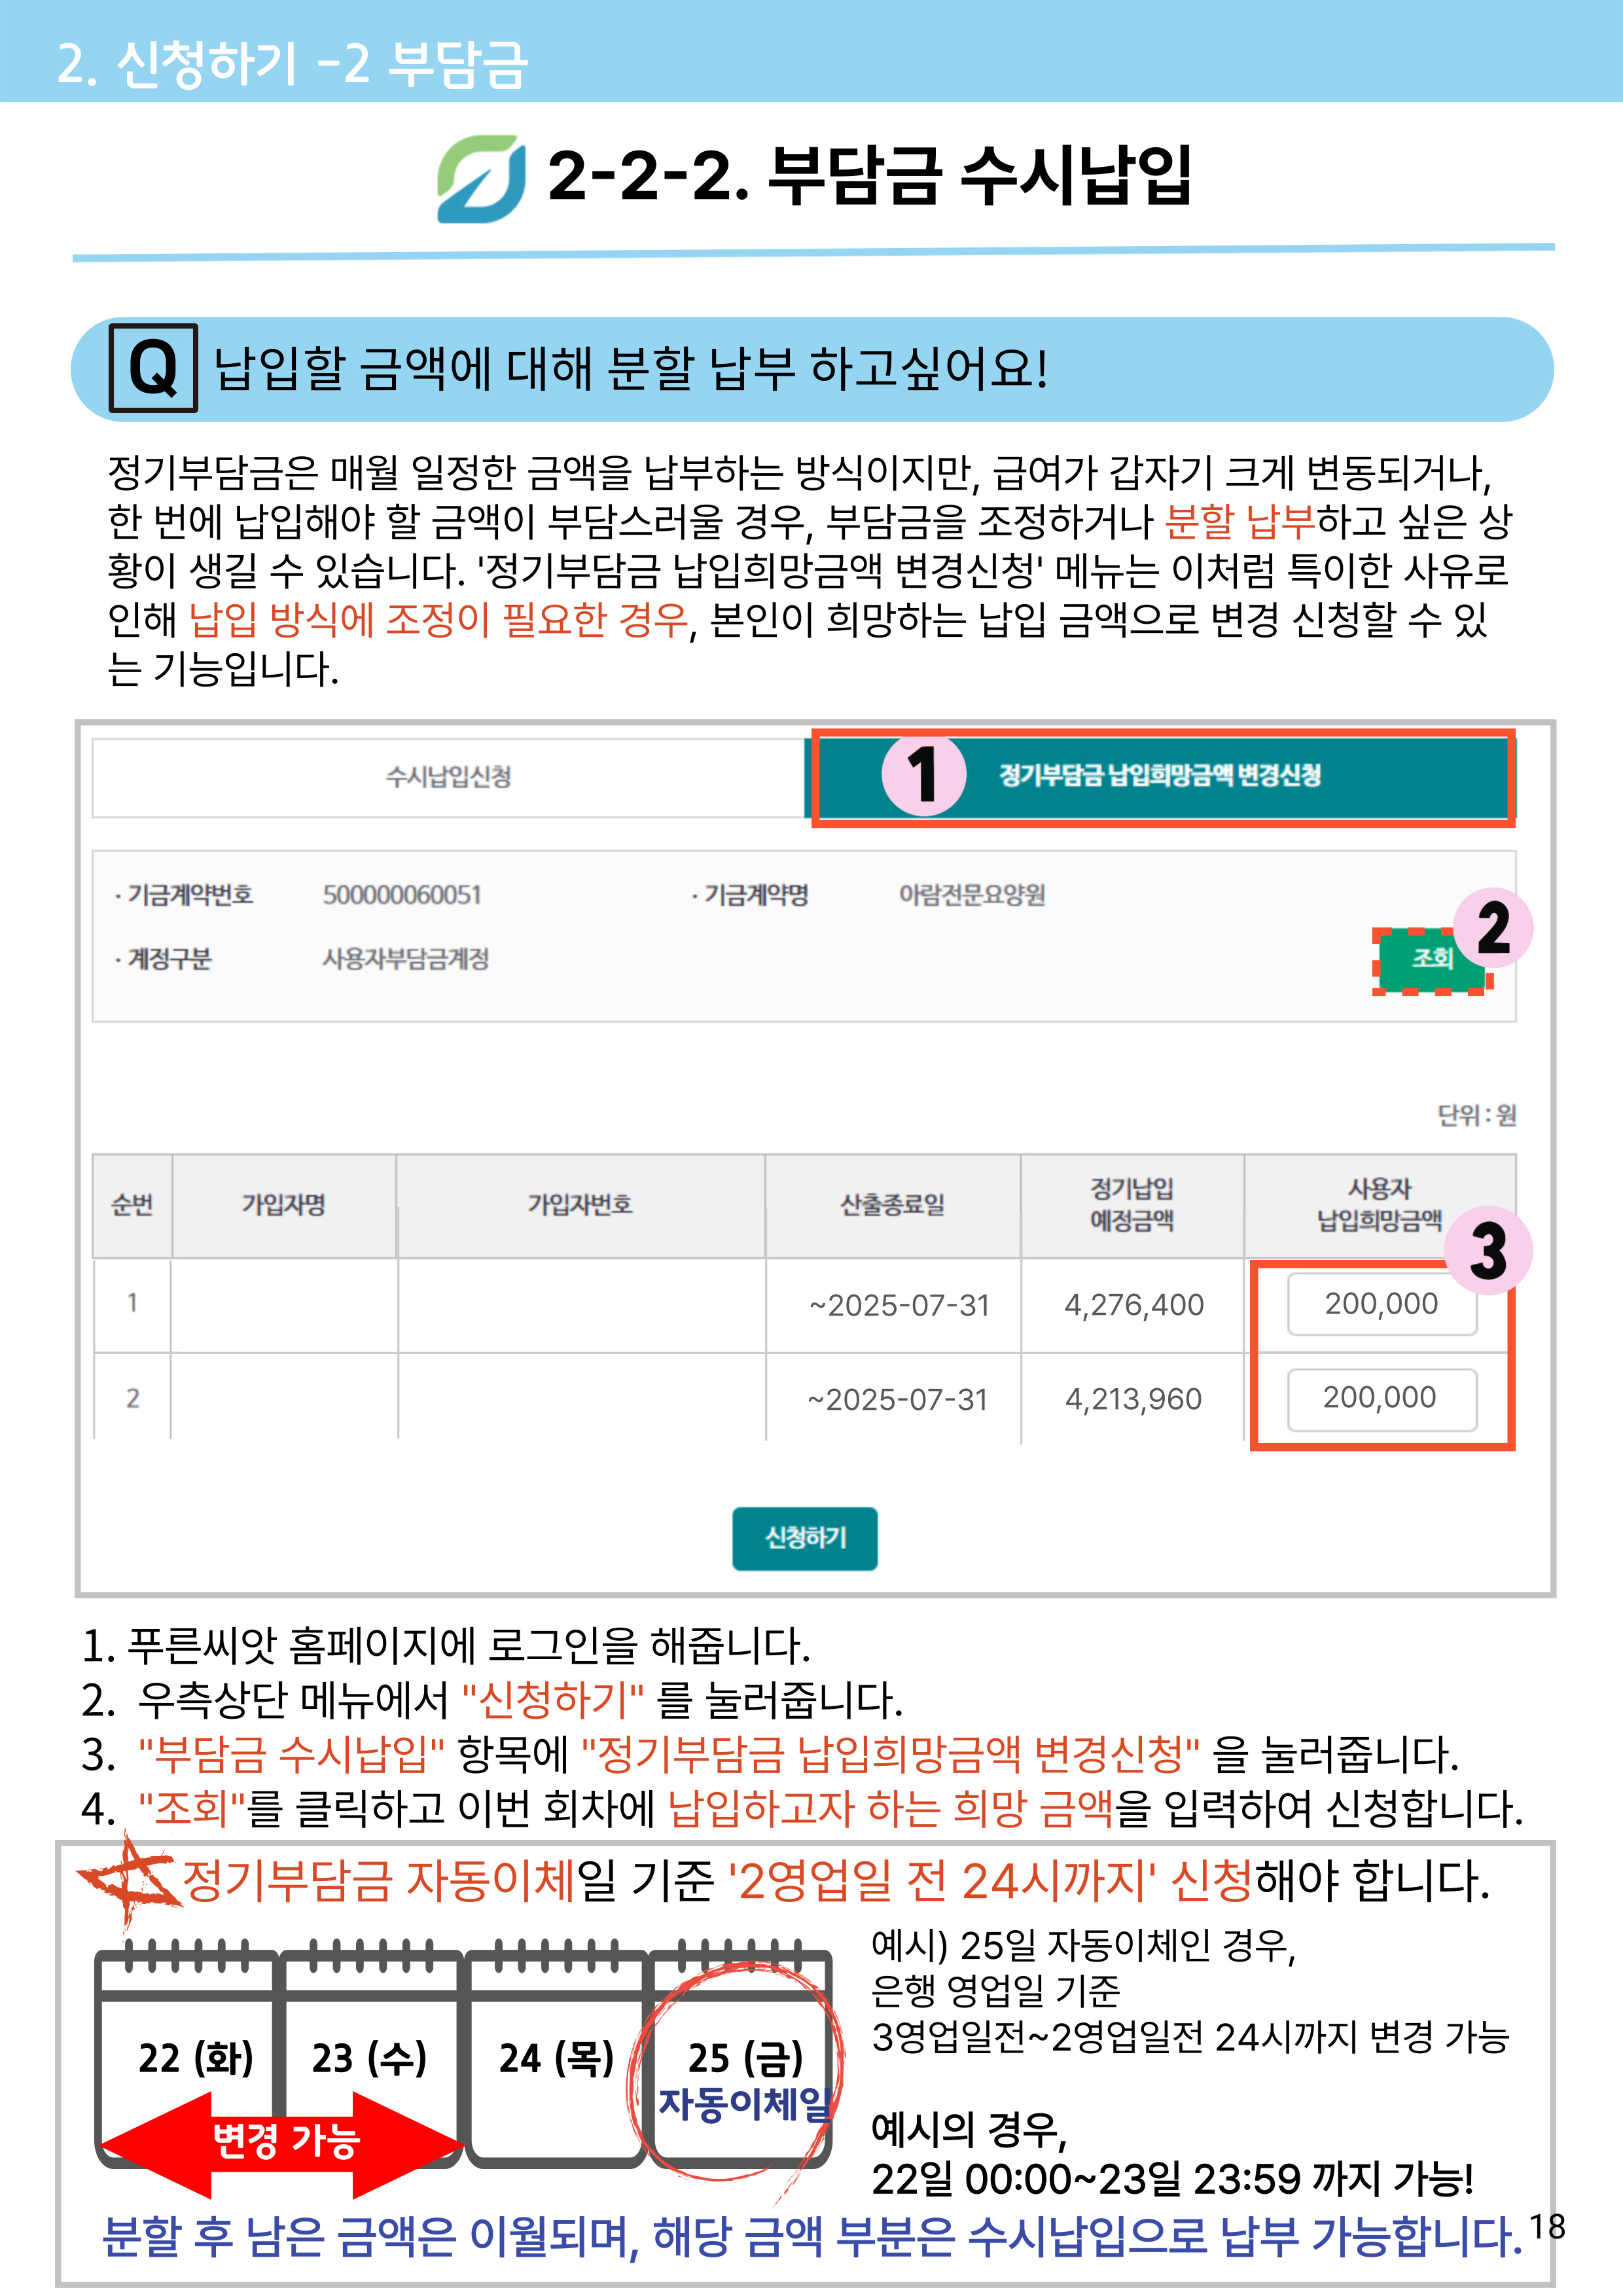 2. 신청하기 -2 부담금
2-2-2. 부담금 수시납입
Q 납입할 금액에 대해 분할 납부 하고싶어요!
정기부담금은 매월 일정한 금액을 납부하는 방식이지만, 급여가 갑자기 크게 변동되거나,
한 번에 납입해야 할 금액이 부담스러울 경우, 부담금을 조정하거나 분할 납부하고 싶은 상
황이 생길 수 있습니다. '정기부담금 납입희망금액 변경신청' 메뉴는 이처럼 특이한 사유로
인해 납입 방식에 조정이 필요한 경우, 본인이 희망하는 납입 금액으로 변경 신청할 수 있
는 기능입니다.
수시납입신청 1 정기부담금 납입희망금액 변경신청
· 기금계약번호 500000060051 · 기금계약명 아람전문요양원
2
· 계정구분 사용자부담금계정 조회
단위 : 원
순번 가입자명 가입자번호 산출종료일 정기납입 예정금액 사용자 납입희망금액
3
1 ~2025-07-31 4,276,400 200,000
2 ~2025-07-31 4,213,960 200,000
신청하기
1. 푸른씨앗 홈페이지에 로그인을 해줍니다.
2. 우측상단 메뉴에서 "신청하기" 를 눌러줍니다.
3. "부담금 수시납입" 항목에 "정기부담금 납입희망금액 변경신청" 을 눌러줍니다.
4. "조회"를 클릭하고 이번 회차에 납입하고자 하는 희망 금액을 입력하여 신청합니다.
정기부담금 자동이체일 기준 '2영업일 전 24시까지' 신청해야 합니다.
22 (화) 23 (수) 24 (목) 25 (금)
자동이체일
변경 가능
예시) 25일 자동이체인 경우,
은행 영업일 기준
3영업일전~2영업일전 24시까지 변경 가능
예시의 경우,
22일 00:00~23일 23:59 까지 가능!
분할 후 남은 금액은 이월되며, 해당 금액 부분은 수시납입으로 납부 가능합니다.
18